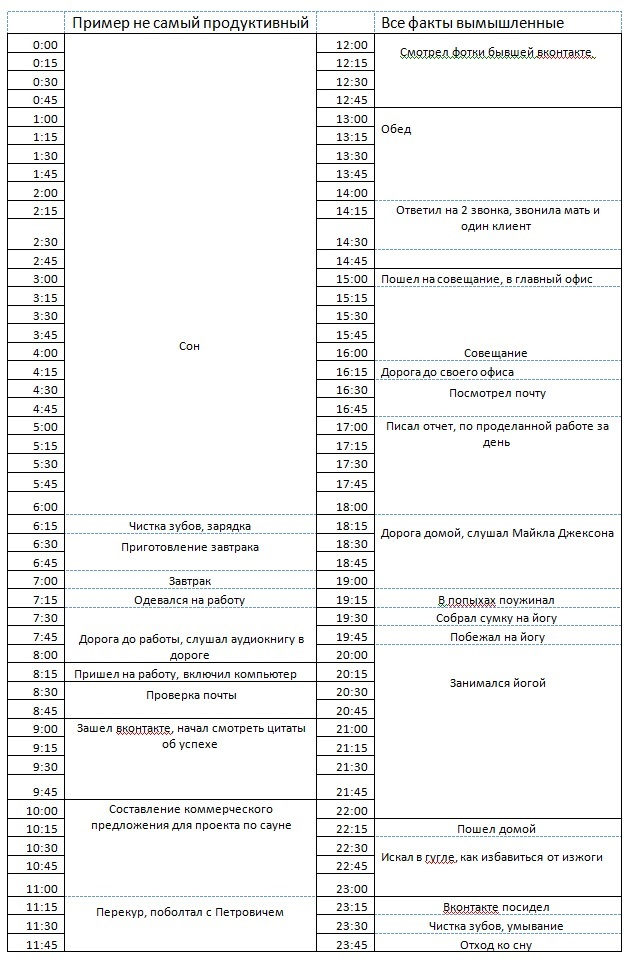 Пример не самый продуктивный
Все факты вымышленные
0:00
0:15
0:30
0:45
1:00
1:15
1:30
1:45
2:00
2:15
2:30
2:45
3:00
3:15
3:30
3:45
4:00
4:15
4:30
4:45
5:00
5:15
5:30
5:45
6:00
Сон
6:15
Чистка зубов, зарядка
6:30
Приготовление завтрака
6:45
7:00
Завтрак
7:15
Одевался на работу
7:30
7:45
Дорога до работы, слушал аудиокнигу в
8:00
дороге
8:15
Пришел на работу, включил компьютер
8:30
Проверка почты
8:45
9:00
Зашел вконтакте, начал смотреть цитаты
9:15
об успехе
9:30
9:45
10:00
Составление коммерческого
10:15
предложения для проекта по сауне
10:30
10:45
11:00
11:15
Перекур, поболтал с Петровичем
11:30
11:45
12:00
Смотрел фотки бывшей вконтакте.
12:15
12:30
12:45
13:00
Обед
13:15
13:30
13:45
14:00
14:15
Ответил на 2 звонка, звонила мать и
один клиент
14:30
14:45
15:00
Пошел на совещание, в главный офис
15:15
15:30
15:45
16:00
Совещание
16:15
Дорога до своего офиса
16:30
Посмотрел почту
16:45
17:00
Писал отчет, по проделанной работе за
17:15
день
17:30
17:45
18:00
18:15
Дорога домой, слушал Майкла Джексона
18:30
18:45
19:00
19:15
В попыхах поужинал
19:30
Собрал сумку на йогу
19:45
Побежал на йогу
20:00
20:15
Занимался йогой
20:30
20:45
21:00
21:15
21:30
21:45
22:00
22:15
Пошел домой
22:30
Искал в гугле, как избавиться от изжоги
22:45
23:00
23:15
Вконтакте посидел
23:30
Чистка зубов, умывание
23:45
Отход ко сну